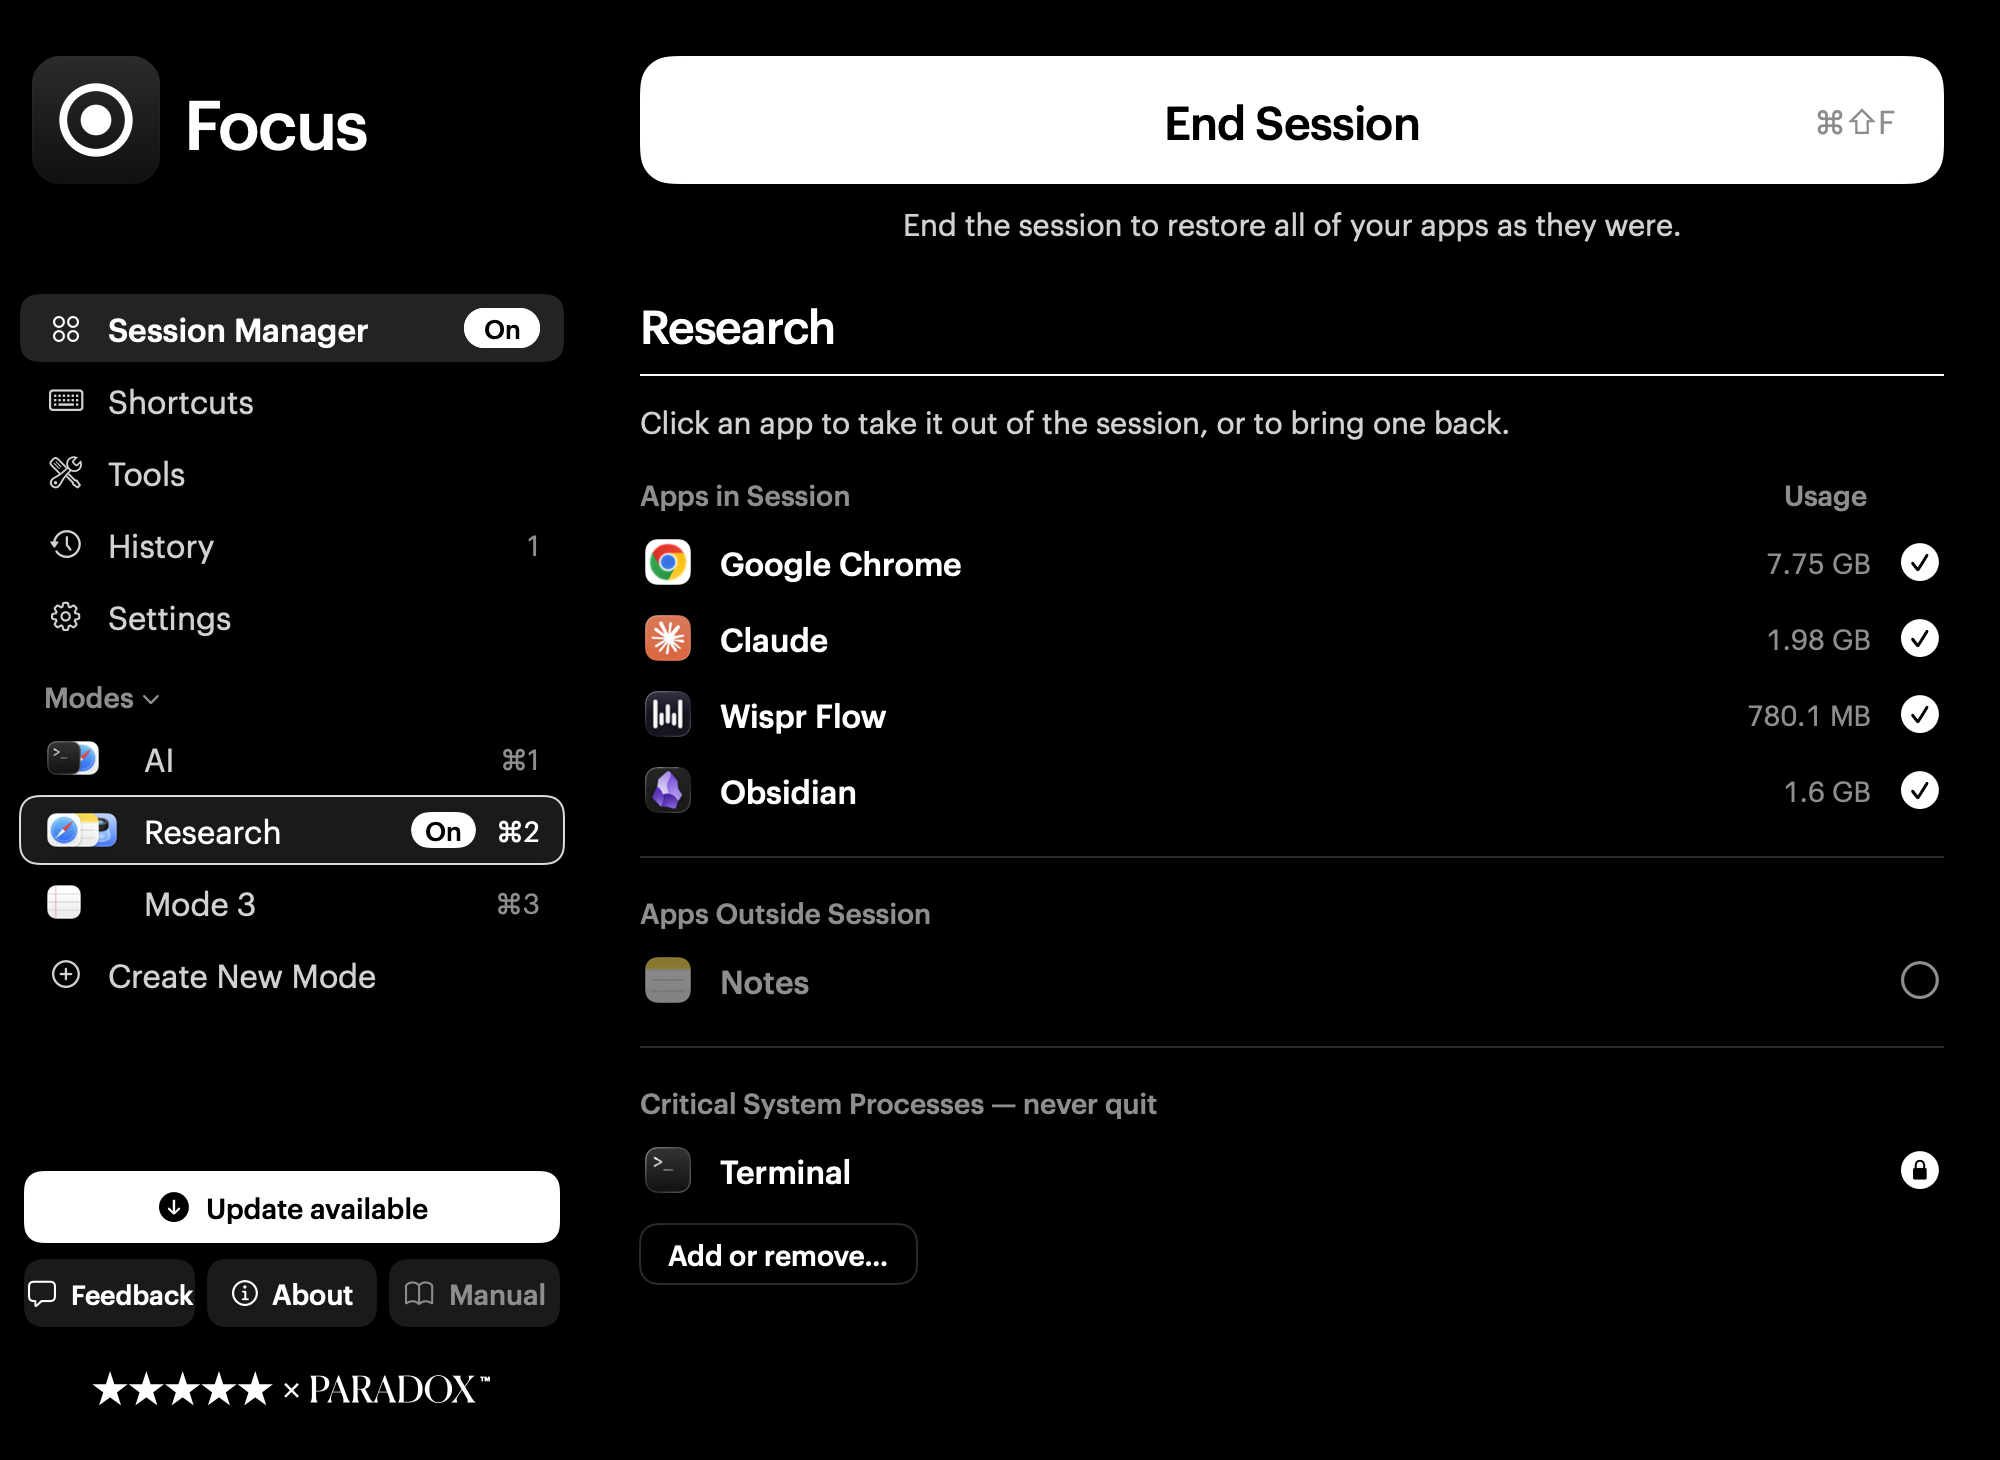 Focus
End Session ⌘⇧F
End the session to restore all of your apps as they were.
Session Manager On
Shortcuts
Tools
History 1
Settings
Modes
AI ⌘1
Research On ⌘2
Mode 3 ⌘3
Create New Mode
Update available
Feedback
About
Manual
★★★★★ × PARADOX™
Research
Click an app to take it out of the session, or to bring one back.
Apps in Session Usage
Google Chrome 7.75 GB
Claude 1.98 GB
Wispr Flow 780.1 MB
Obsidian 1.6 GB
Apps Outside Session
Notes
Critical System Processes — never quit
Terminal
Add or remove...